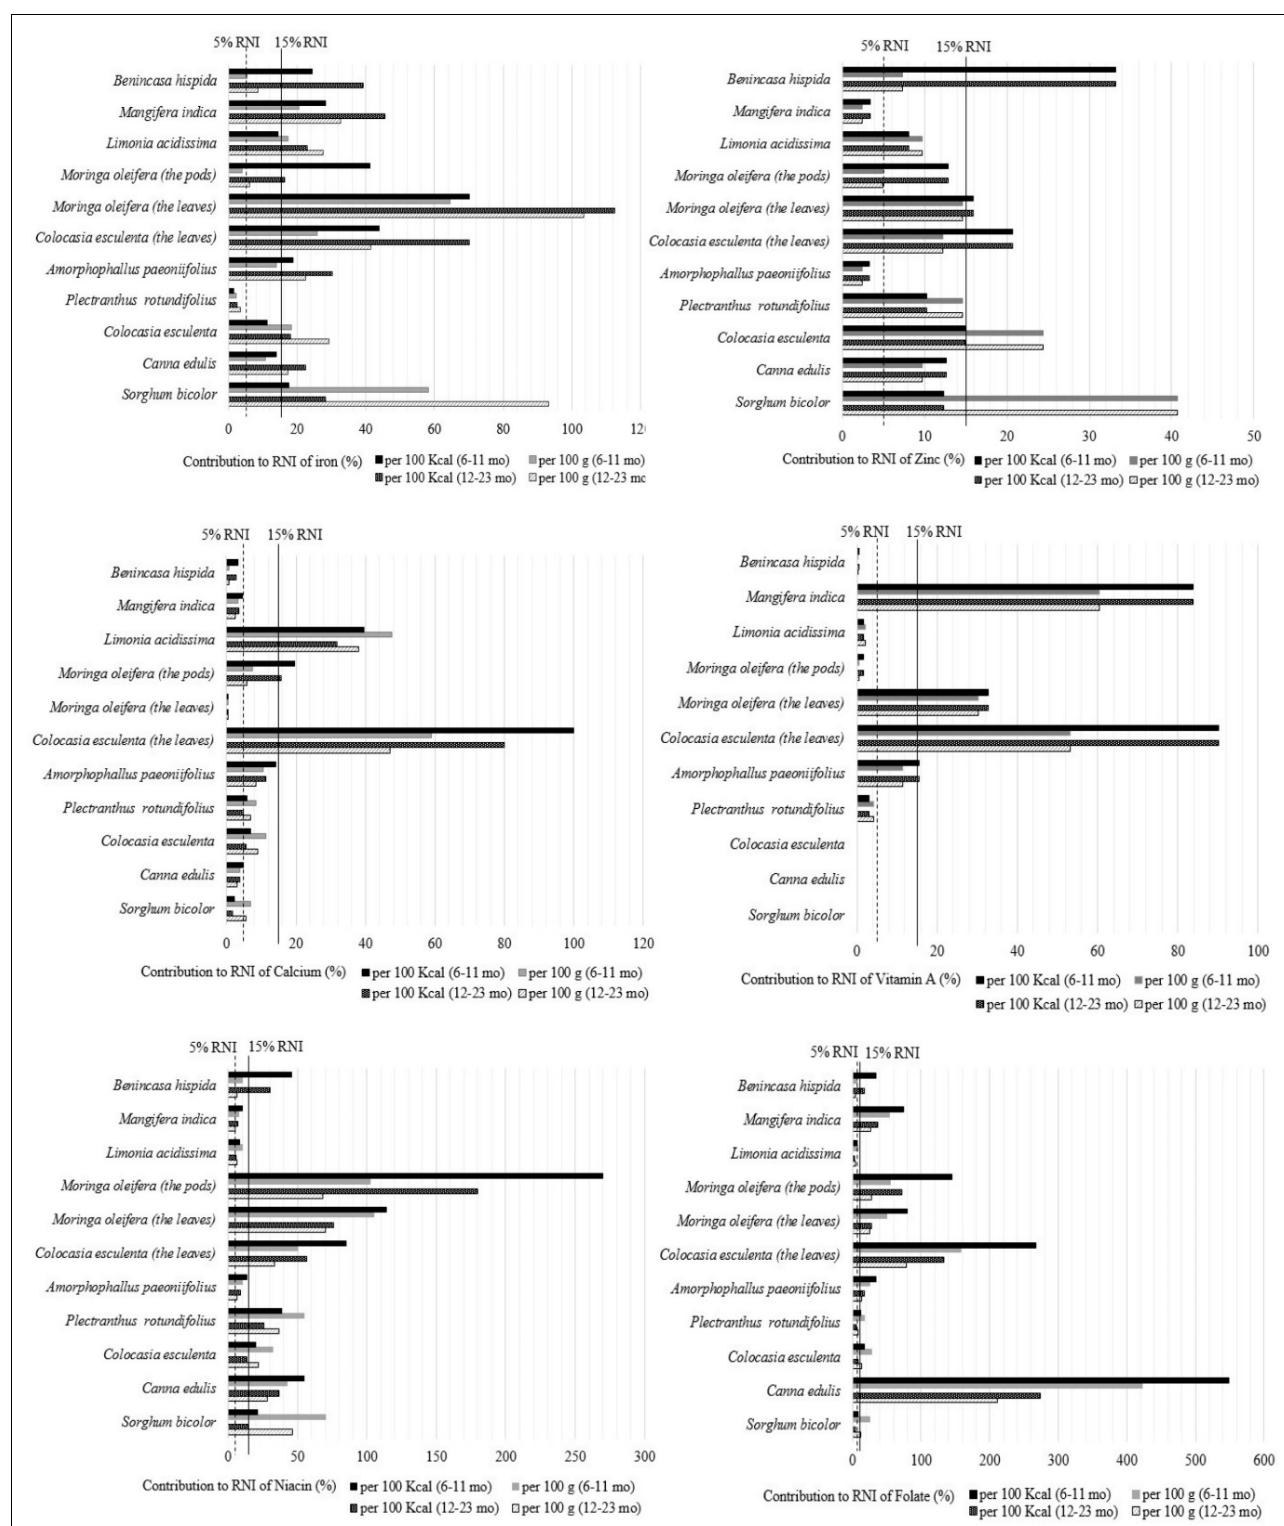 5% RNI 15% RNI
Benincasa hispida
Mangifera indica
Limonia acidissima
Moringa oleifera (the pods)
Moringa oleifera (the leaves)
Colocasia esculenta (the leaves)
Amorphophallus paeoniifolius
Plectranthus rotundifolius
Colocasia esculenta
Canna edulis
Sorghum bicolor
0 20 40 60 80 100 120
Contribution to RNI of iron (%) per 100 Kcal (6-11 mo) per 100 g (6-11 mo)
per 100 Kcal (12-23 mo) per 100 g (12-23 mo
5% RNI 15% RNI
Benincasa hispida
Mangifera indica
Limonia acidissima
Moringa oleifera (the pods)
Moringa oleifera (the leaves)
Colocasia esculenta (the leaves)
Amorphophallus paeoniifolius
Plectranthus rotundifolius
Colocasia esculenta
Canna edulis
Sorghum bicolor
0 10 20 30 40 50
Contribution to RNI of Zinc (%) per 100 Kcal (6-11 mo) per 100 g (6-11 mo)
per 100 Kcal (12-23 mo) per 100 g (12-23 mo)
5% RNI 15% RNI
Benincasa hispida
Mangifera indica
Limonia acidissima
Moringa oleifera (the pods)
Moringa oleifera (the leaves)
Colocasia esculenta (the leaves)
Amorphophallus paeoniifolius
Plectranthus rotundifolius
Colocasia esculenta
Canna edulis
Sorghum bicolor
0 20 40 60 80 100 120
Contribution to RNI of Calcium (%) per 100 Kcal (6-11 mo) per 100 g (6-11 mo)
per 100 Kcal (12-23 mo) per 100 g (12-23 mo)
5% RNI 15% RNI
Benincasa hispida
Mangifera indica
Limonia acidissima
Moringa oleifera (the pods)
Moringa oleifera (the leaves)
Colocasia esculenta (the leaves)
Amorphophallus paeoniifolius
Plectranthus rotundifolius
Colocasia esculenta
Canna edulis
Sorghum bicolor
0 20 40 60 80 100
Contribution to RNI of Vitamin A (%) per 100 Kcal (6-11 mo) per 100 g (6-11 mo)
per 100 Kcal (12-23 mo) per 100 g (12-23 mo)
5% RNI 15% RNI
Benincasa hispida
Mangifera indica
Limonia acidissima
Moringa oleifera (the pods)
Moringa oleifera (the leaves)
Colocasia esculenta (the leaves)
Amorphophallus paeoniifolius
Plectranthus rotundifolius
Colocasia esculenta
Canna edulis
Sorghum bicolor
0 50 100 150 200 250 300
Contribution to RNI of Niacin (%) per 100 Kcal (6-11 mo) per 100 g (6-11 mo)
per 100 Kcal (12-23 mo) per 100 g (12-23 mo)
5% RNI 15% RNI
Benincasa hispida
Mangifera indica
Limonia acidissima
Moringa oleifera (the pods)
Moringa oleifera (the leaves)
Colocasia esculenta (the leaves)
Amorphophallus paeoniifolius
Plectranthus rotundifolius
Colocasia esculenta
Canna edulis
Sorghum bicolor
0 100 200 300 400 500 600
Contribution to RNI of Folate (%) per 100 Kcal (6-11 mo) per 100 g (6-11 mo)
per 100 Kcal (12-23 mo) per 100 g (12-23 mo)